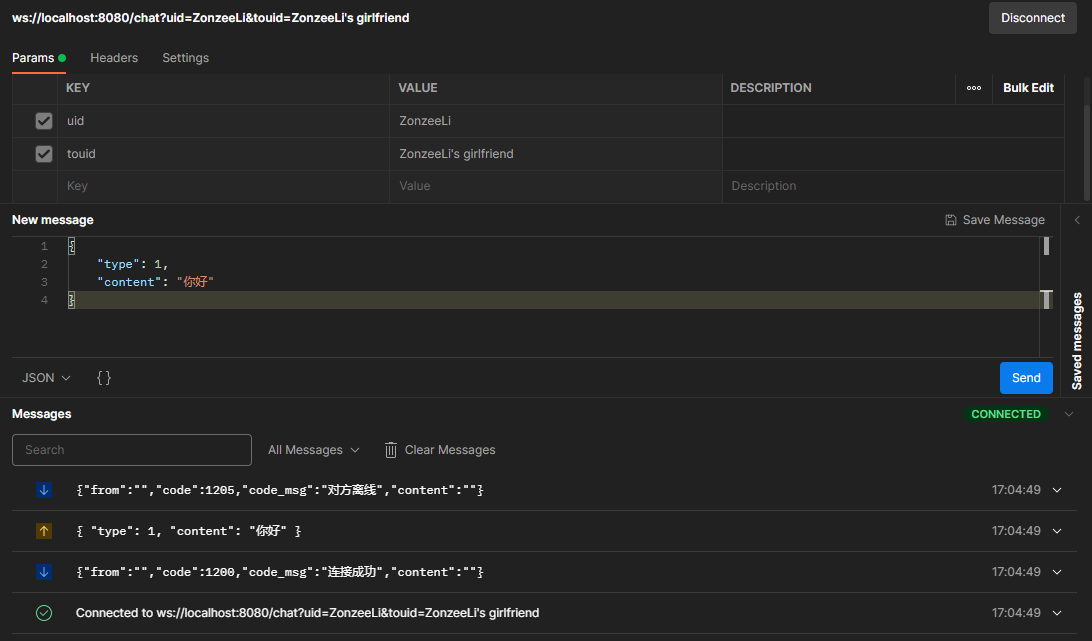 ws://localhost:8080/chat?uid=ZonzeeLi&touid=ZonzeeLi's girlfriend
Disconnect
Params Headers Settings
KEY VALUE DESCRIPTION ooo Bulk Edit
uid ZonzeeLi
touid ZonzeeLi's girlfriend
Key Value Description
New message Save Message
1 {
2 "type": 1,
3 "content": "你好"
4 }
Saved messages
JSON {} Send
Messages CONNECTED
Search All Messages Clear Messages
{"from":"","code":1205,"code_msg":"对方离线","content":""} 17:04:49
{ "type": 1, "content": "你好" } 17:04:49
{"from":"","code":1200,"code_msg":"连接成功","content":""} 17:04:49
Connected to ws://localhost:8080/chat?uid=ZonzeeLi&touid=ZonzeeLi's girlfriend 17:04:49